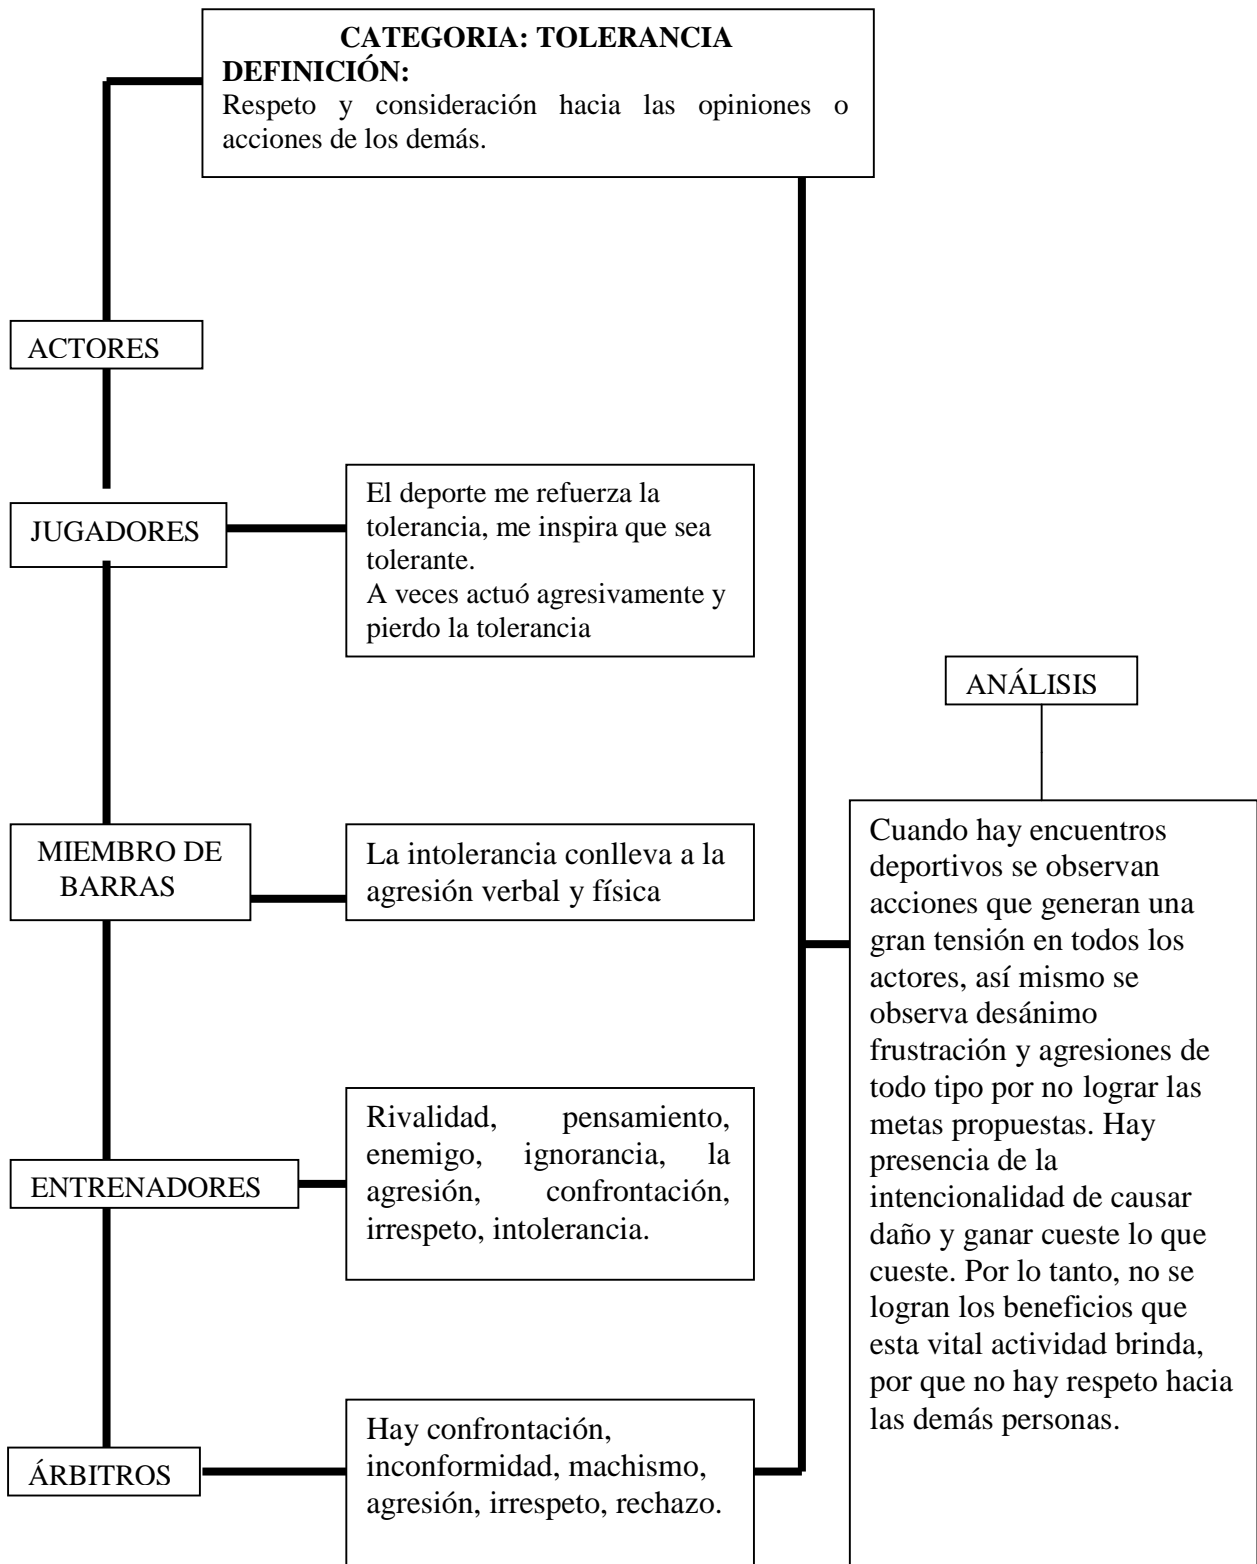 CATEGORIA: TOLERANCIA
DEFINICIÓN:
Respeto y consideración hacia las opiniones o
acciones de los demás.
ACTORES
JUGADORES
El deporte me refuerza la
tolerancia, me inspira que sea
tolerante.
A veces actuó agresivamente y
pierdo la tolerancia
MIEMBRO DE
BARRAS
La intolerancia conlleva a la
agresión verbal y física
ENTRENADORES
Rivalidad, pensamiento,
enemigo, ignorancia, la
agresión, confrontación,
irrespeto, intolerancia.
ÁRBITROS
Hay confrontación,
inconformidad, machismo,
agresión, irrespeto, rechazo.
ANÁLISIS
Cuando hay encuentros
deportivos se observan
acciones que generan una
gran tensión en todos los
actores, así mismo se
observa desánimo
frustración y agresiones de
todo tipo por no lograr las
metas propuestas. Hay
presencia de la
intencionalidad de causar
daño y ganar cueste lo que
cueste. Por lo tanto, no se
logran los beneficios que
esta vital actividad brinda,
por que no hay respeto hacia
las demás personas.